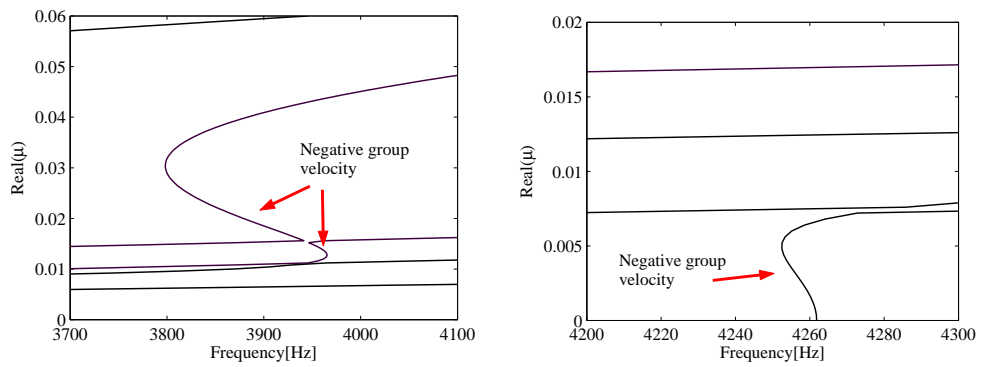 0.06
0.05
0.04
0.03
0.02
0.01
0
Real(μ)
Negative group
velocity
3700
3800
3900
4000
4100
Frequency[Hz]
0.02
0.015
0.01
0.005
0
Real(μ)
Negative group
velocity
4200
4220
4240
4260
4280
4300
Frequency[Hz]